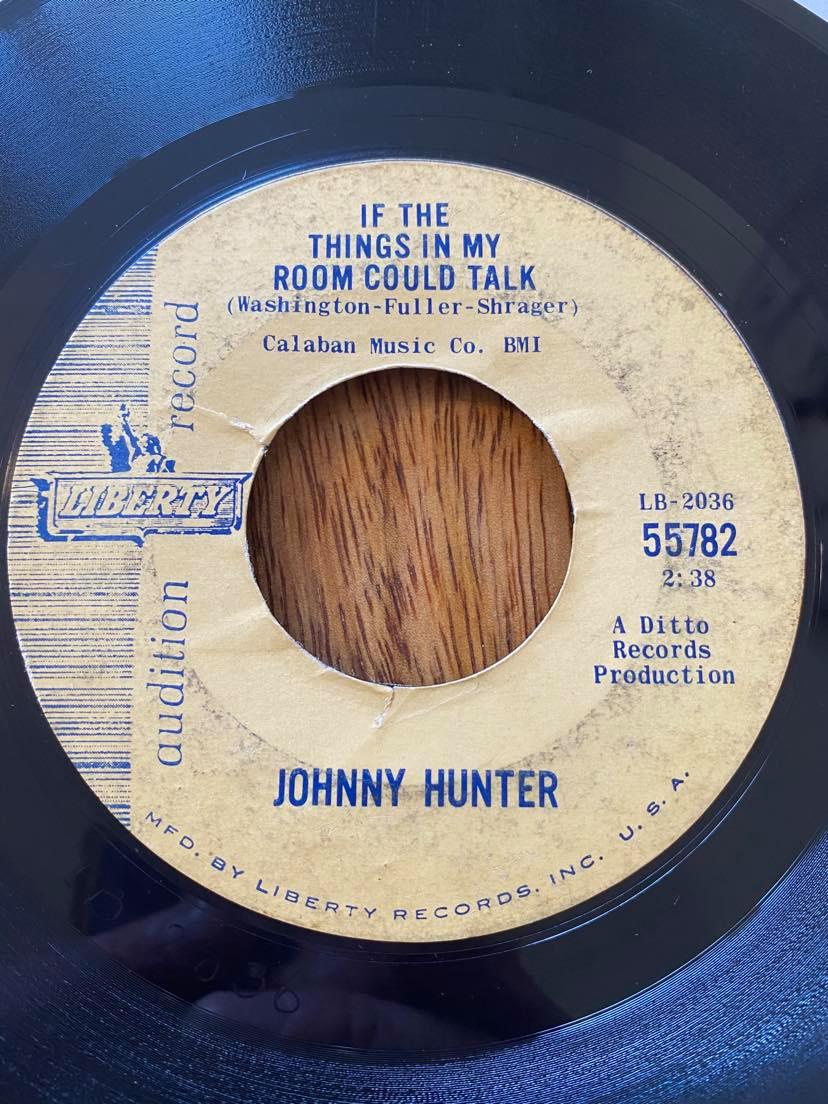 IF THE
THINGS IN MY
ROOM COULD TALK
(Washington-Fuller-Shrager)
Calaban Music Co. BMI
audition record
LIBERTY
LB-2036
55782
2:38
A Ditto
Records
Production
JOHNNY HUNTER
MFD. BY LIBERTY RECORDS, INC. U.S.A.